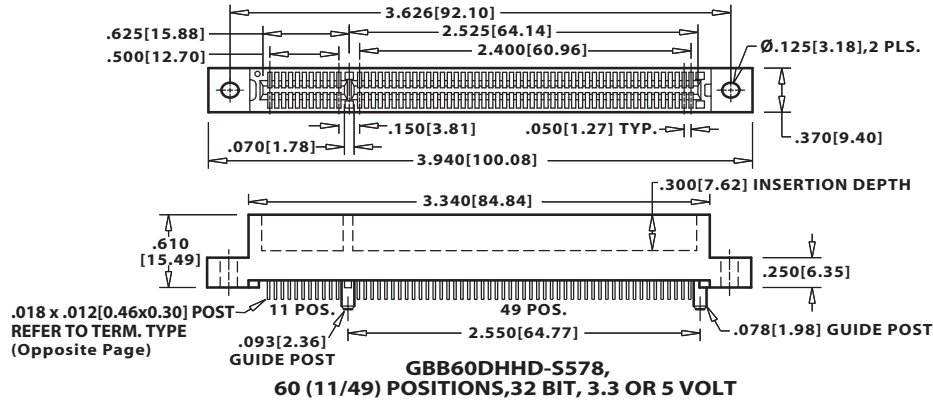 3.626[92.10]
.625[15.88]
2.525[64.14]
.500[12.70]
2.400[60.96]
Ø.125[3.18],2 PLS.
.150[3.81]
.050[1.27] TYP.
.370[9.40]
.070[1.78]
3.940[100.08]
.300[7.62] INSERTION DEPTH
3.340[84.84]
.610
[15.49]
.250[6.35]
.018 x .012[0.46x0.30] POST
REFER TO TERM. TYPE
(Opposite Page)
11 POS.
49 POS.
.093[2.36]
GUIDE POST
2.550[64.77]
.078[1.98] GUIDE POST
GBB60DHHD-S578,
60 (11/49) POSITIONS,32 BIT, 3.3 OR 5 VOLT